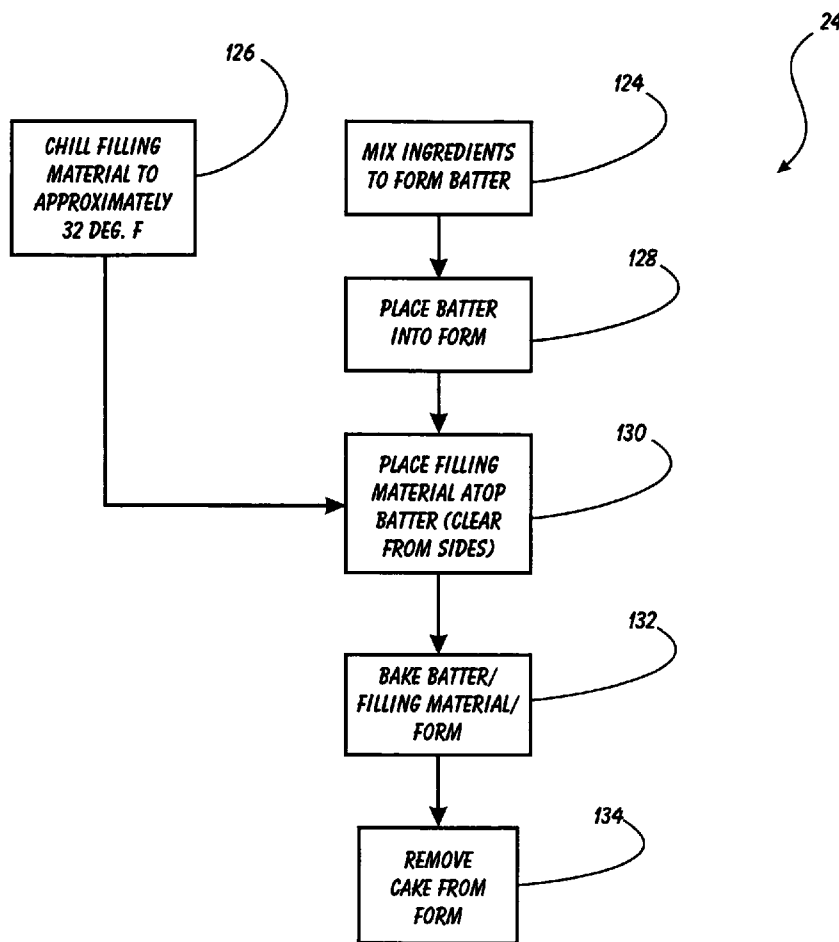 24
126
CHILL FILLING
MATERIAL TO
APPROXIMATELY
32 DEG. F
124
MIX INGREDIENTS
TO FORM BATTER
128
PLACE BATTER
INTO FORM
130
PLACE FILLING
MATERIAL ATOP
BATTER (CLEAR
FROM SIDES)
132
BAKE BATTER/
FILLING MATERIAL/
FORM
134
REMOVE
CAKE FROM
FORM